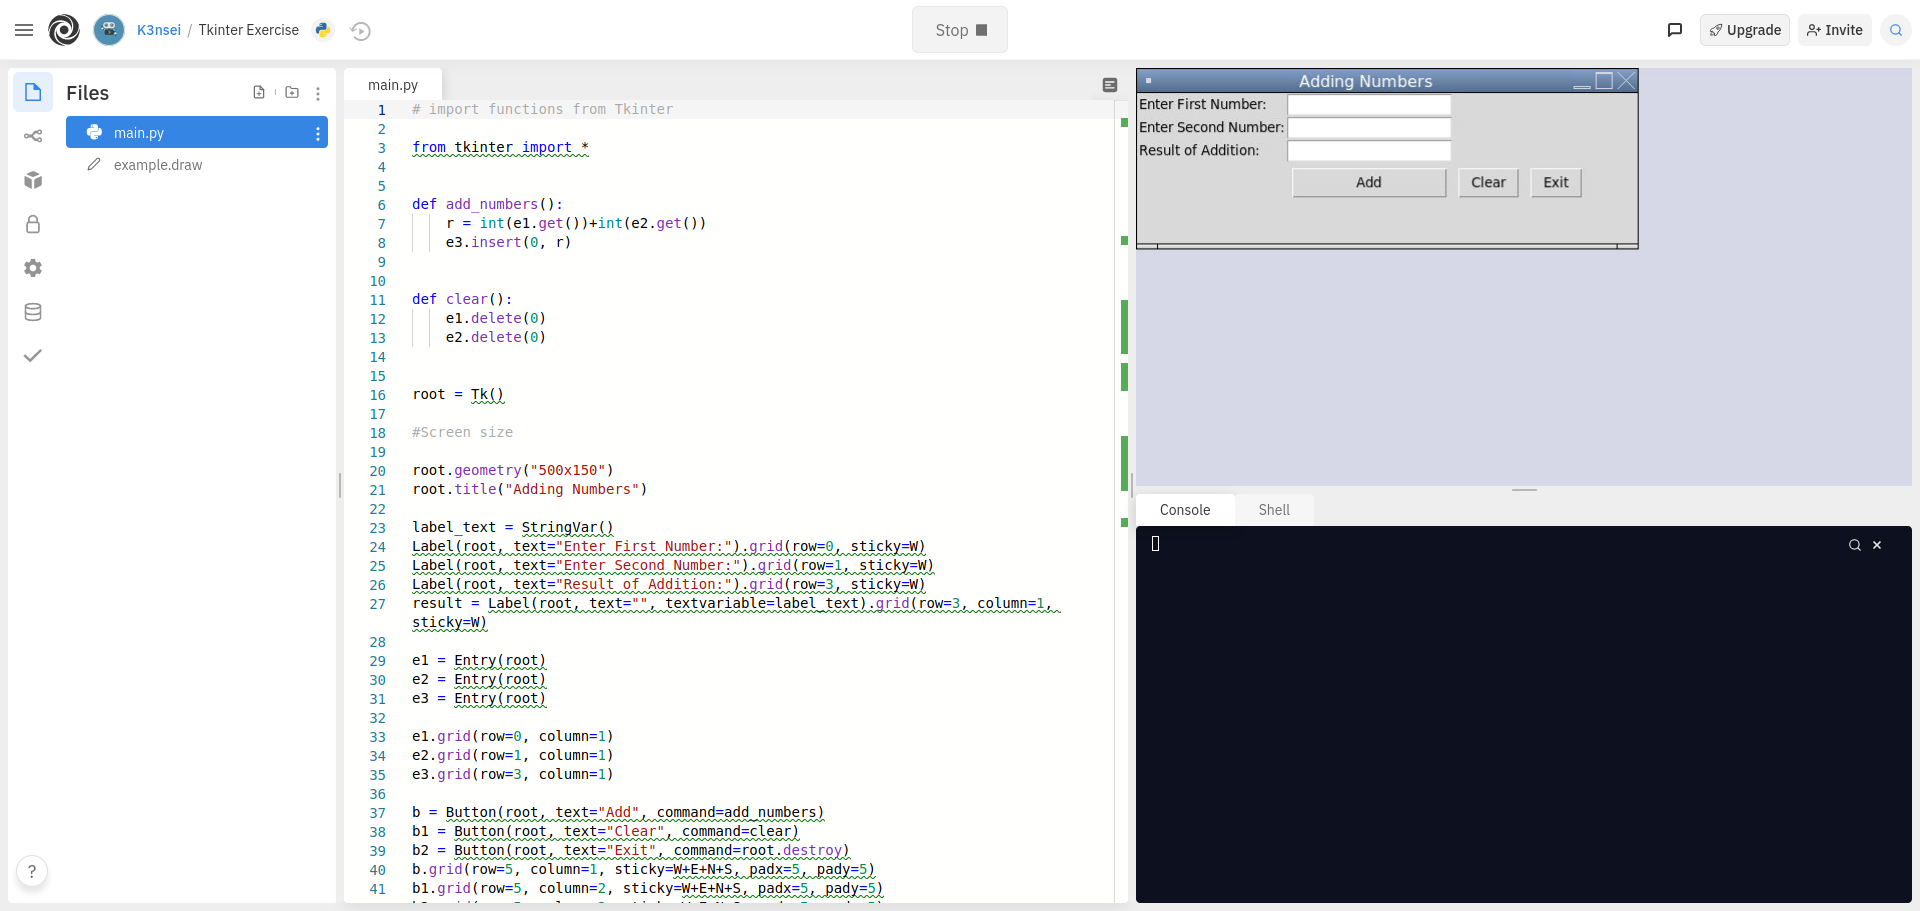 K3nsei / Tkinter Exercise
Stop
Upgrade
Invite
Files
main.py
example.draw
main.py
1 # import functions from Tkinter
2
3 from tkinter import *
4
5
6 def add_numbers():
7     r = int(e1.get())+int(e2.get())
8     e3.insert(0, r)
9
10
11 def clear():
12     e1.delete(0)
13     e2.delete(0)
14
15
16 root = Tk()
17
18 #Screen size
19
20 root.geometry("500x150")
21 root.title("Adding Numbers")
22
23 label_text = StringVar()
24 Label(root, text="Enter First Number:").grid(row=0, sticky=W)
25 Label(root, text="Enter Second Number:").grid(row=1, sticky=W)
26 Label(root, text="Result of Addition:").grid(row=3, sticky=W)
27 result = Label(root, text="", textvariable=label_text).grid(row=3, column=1,
sticky=W)
28
29 e1 = Entry(root)
30 e2 = Entry(root)
31 e3 = Entry(root)
32
33 e1.grid(row=0, column=1)
34 e2.grid(row=1, column=1)
35 e3.grid(row=3, column=1)
36
37 b = Button(root, text="Add", command=add_numbers)
38 b1 = Button(root, text="Clear", command=clear)
39 b2 = Button(root, text="Exit", command=root.destroy)
40 b.grid(row=5, column=1, sticky=W+E+N+S, padx=5, pady=5)
41 b1.grid(row=5, column=2, sticky=W+E+N+S, padx=5, pady=5)
Adding Numbers
Enter First Number:
Enter Second Number:
Result of Addition:
Add
Clear
Exit
Console
Shell
?